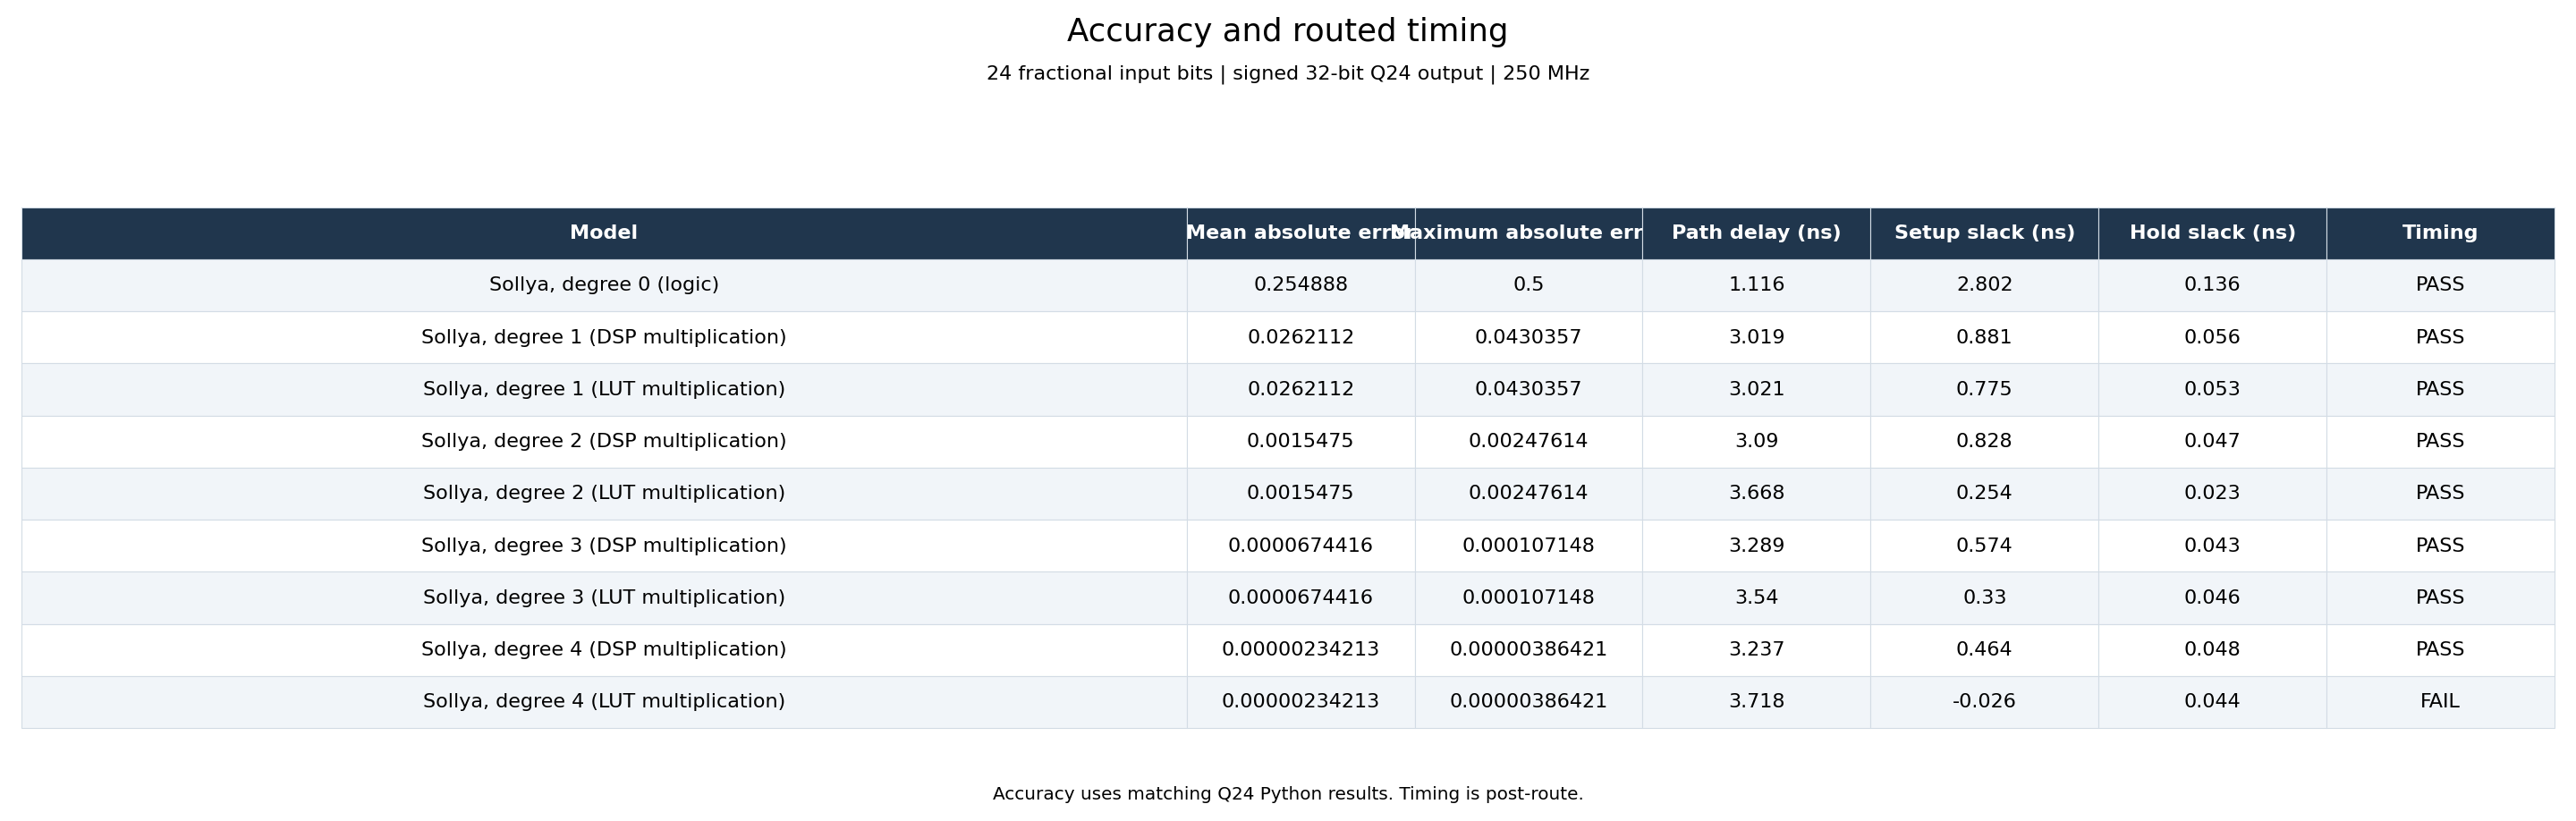 Accuracy and routed timing
24 fractional input bits | signed 32-bit Q24 output | 250 MHz
Model Mean absolute error Maximum absolute err Path delay (ns) Setup slack (ns) Hold slack (ns) Timing
Sollya, degree 0 (logic) 0.254888 0.5 1.116 2.802 0.136 PASS
Sollya, degree 1 (DSP multiplication) 0.0262112 0.0430357 3.019 0.881 0.056 PASS
Sollya, degree 1 (LUT multiplication) 0.0262112 0.0430357 3.021 0.775 0.053 PASS
Sollya, degree 2 (DSP multiplication) 0.0015475 0.00247614 3.09 0.828 0.047 PASS
Sollya, degree 2 (LUT multiplication) 0.0015475 0.00247614 3.668 0.254 0.023 PASS
Sollya, degree 3 (DSP multiplication) 0.0000674416 0.000107148 3.289 0.574 0.043 PASS
Sollya, degree 3 (LUT multiplication) 0.0000674416 0.000107148 3.54 0.33 0.046 PASS
Sollya, degree 4 (DSP multiplication) 0.00000234213 0.00000386421 3.237 0.464 0.048 PASS
Sollya, degree 4 (LUT multiplication) 0.00000234213 0.00000386421 3.718 -0.026 0.044 FAIL
Accuracy uses matching Q24 Python results. Timing is post-route.